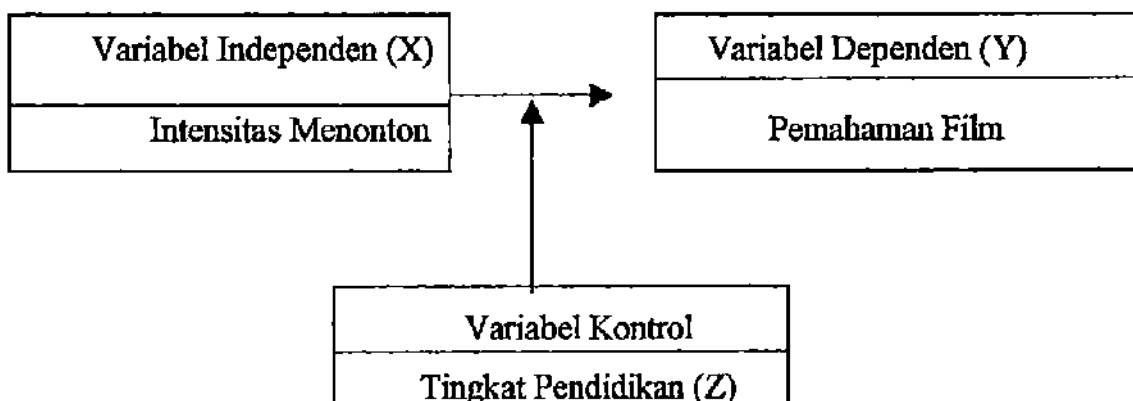 Variabel Independen (X)
Intensitas Menonton
Variabel Dependen (Y)
Pemahaman Film
Variabel Kontrol
Tingkat Pendidikan (Z)